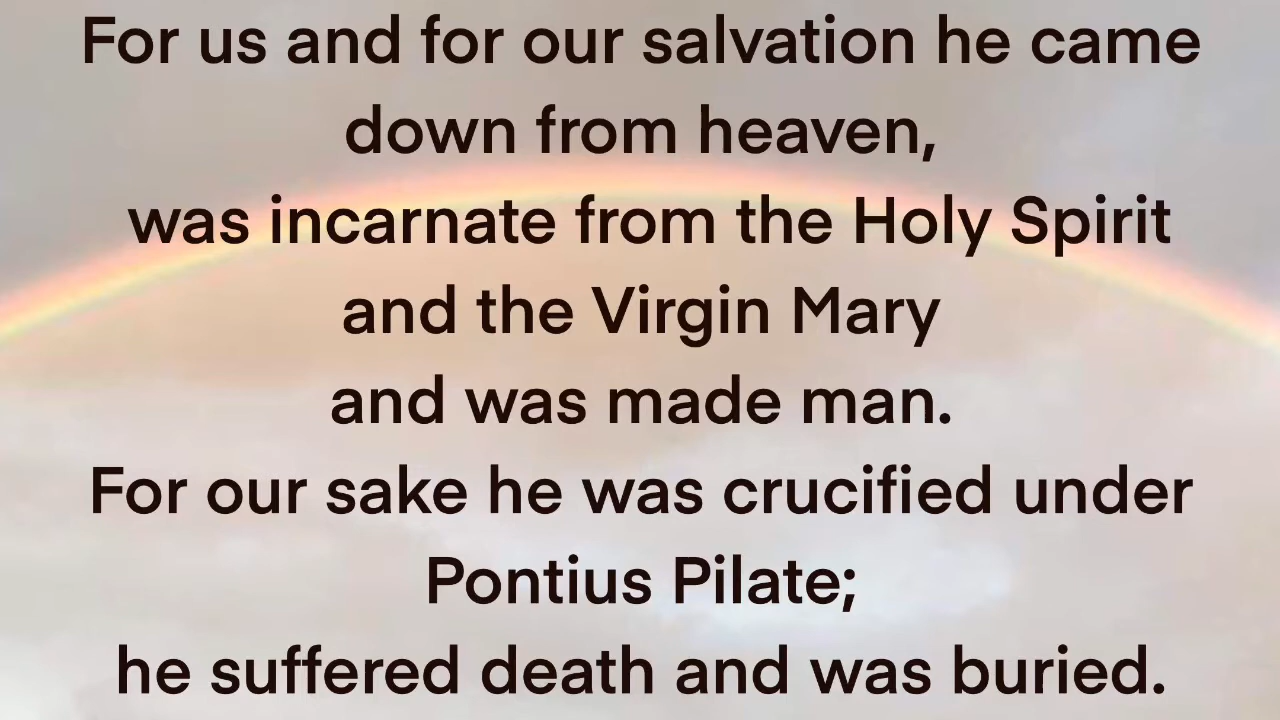 For us and for our salvation he came
down from heaven,
was incarnate from the Holy Spirit
and the Virgin Mary
and was made man.
For our sake he was crucified under
Pontius Pilate;
he suffered death and was buried.